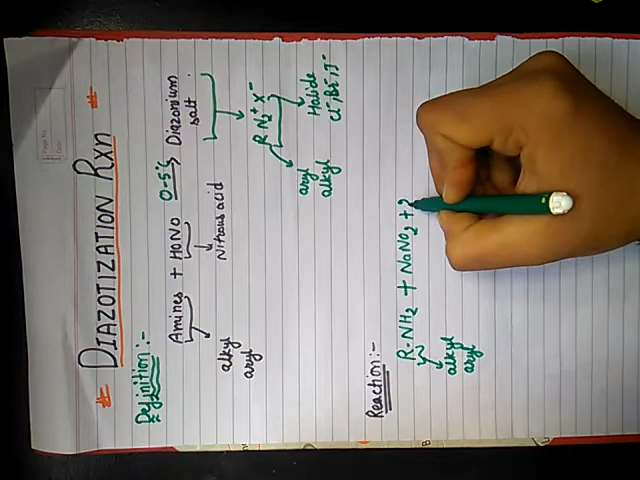 DIAZOTIZATION Rxn
Definition:-
Amines + HONO 0-5°C → Diazonium salt.
alkyl
aryl
Nitrous acid
R-N₂⁺X⁻
aryl
alkyl
Halide
Cl⁻, Br⁻, I⁻
Reaction:-
R-NH₂ + NaNO₂ + 2
alkyl
aryl